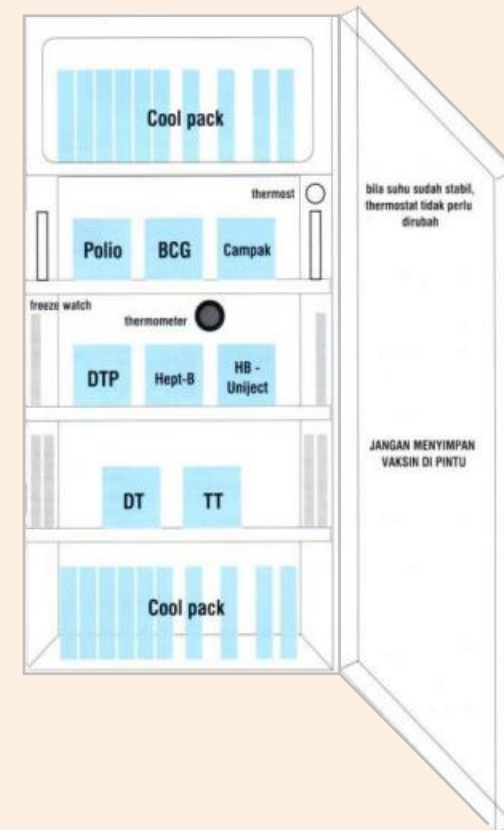 Cool pack
thermost
bila suhu sudah stabil,
thermostat tidak perlu
dirubah
Polio
BCG
Campak
freeze watch
thermometer
DTP
Hept-B
HB -
Uniject
JANGAN MENYIMPAN
VAKSIN DI PINTU
DT
TT
Cool pack